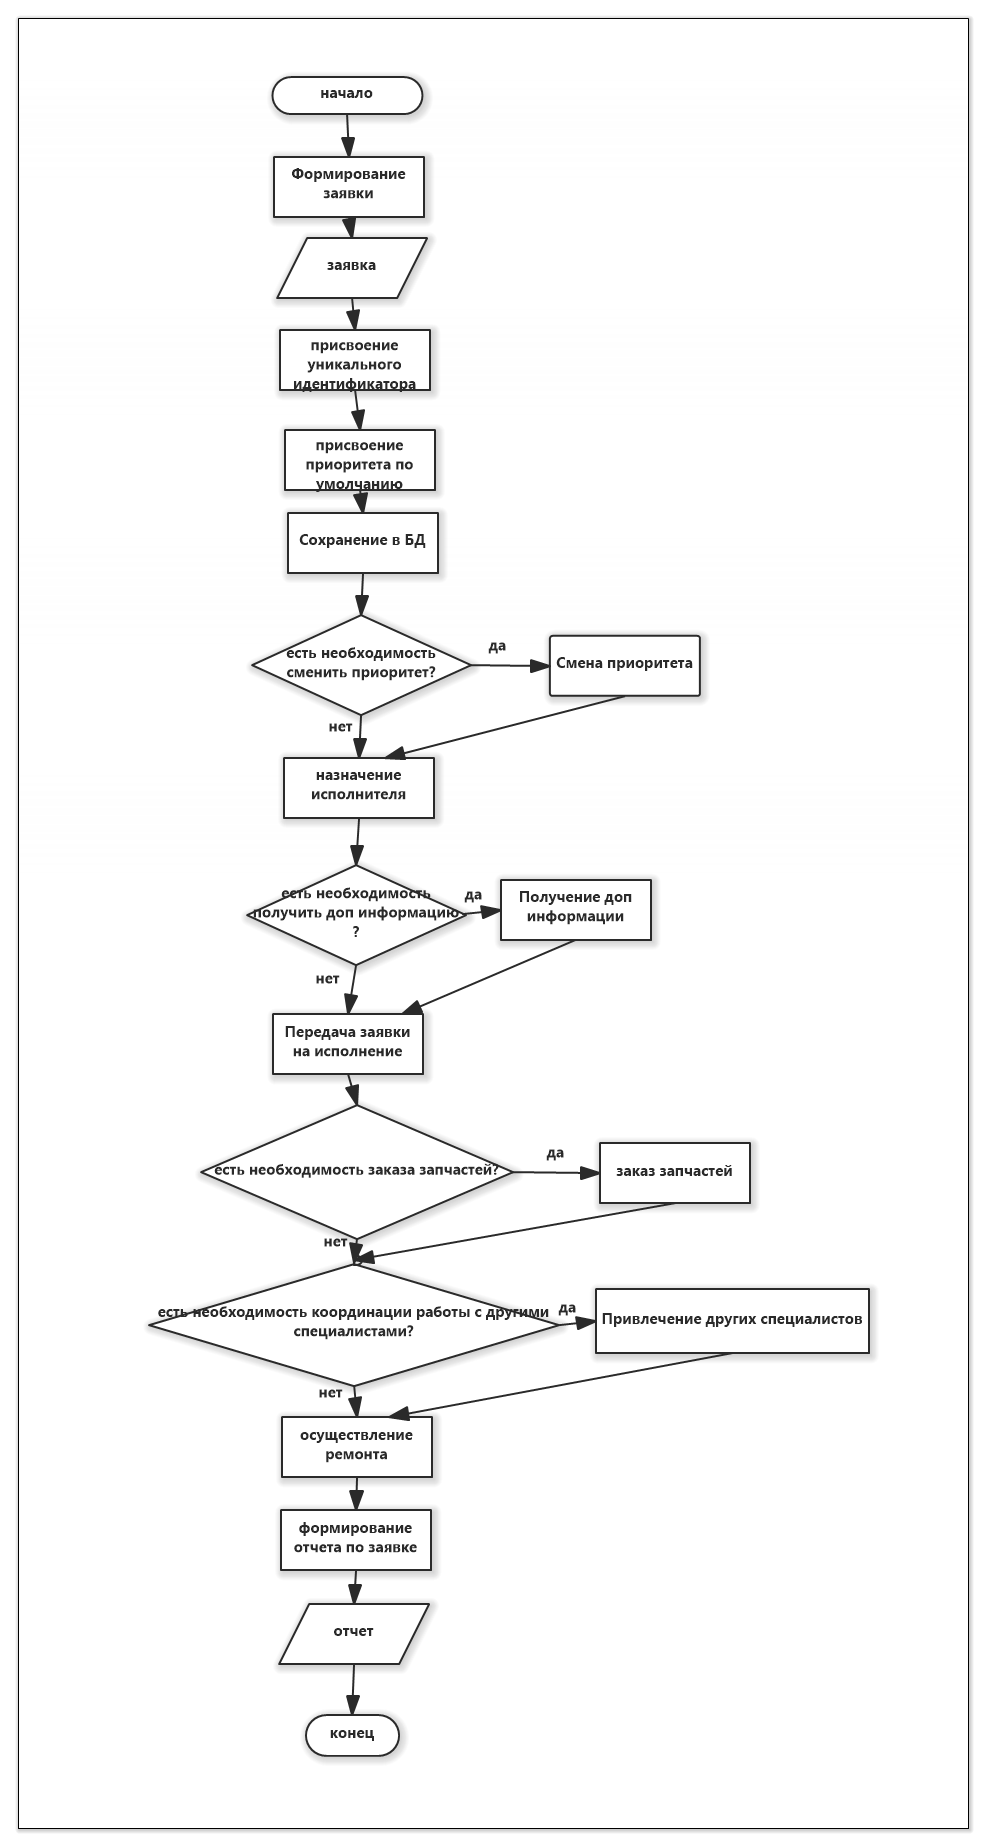 начало
Формирование
заявки
заявка
присвоение
уникального
идентификатора
присвоение
приоритета по
умолчанию
Сохранение в БД
есть необходимость
сменить приоритет?
да
Смена приоритета
нет
назначение
исполнителя
есть необходимость
получить доп информацию
?
да
Получение доп
информации
нет
Передача заявки
на исполнение
есть необходимость заказа запчастей?
да
заказ запчастей
нет
есть необходимость координации работы с другими
специалистами?
да
Привлечение других специалистов
нет
осуществление
ремонта
формирование
отчета по заявке
отчет
конец